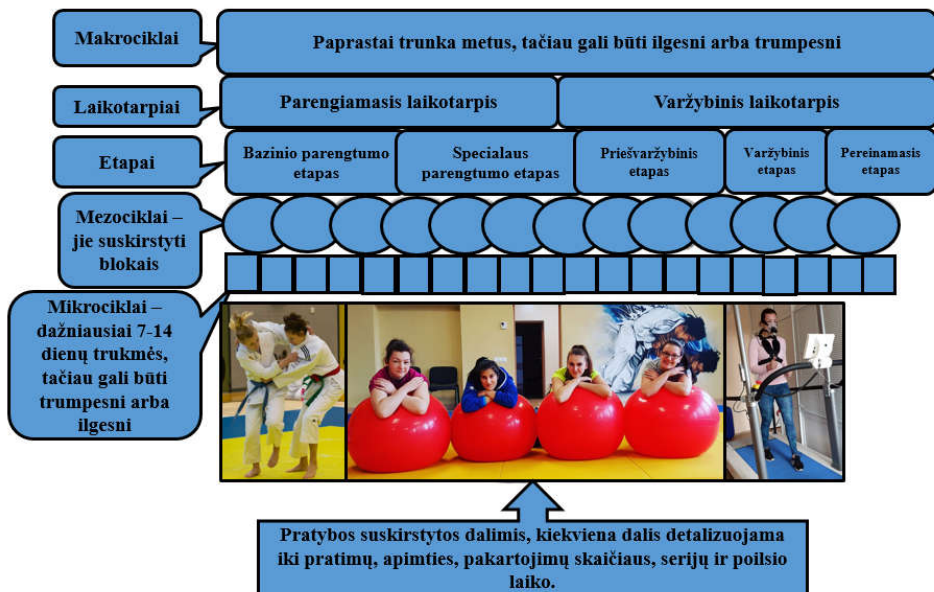 Makrociklai
Paprastai trunka metus, tačiau gali būti ilgesni arba trumpesni
Laikotarpiai
Parengiamasis laikotarpis
Varžybinis laikotarpis
Etapai
Bazinio parengtumo
etapas
Specialaus
parengtumo etapas
Priešvaržybinis
etapas
Varžybinis
etapas
Pereinamasis
etapas
Mezociklai –
jie suskirstyti
blokais
Mikrociklai –
dažniausiai 7-14
dienų trukmės,
tačiau gali būti
trumpesni arba
ilgesni
Pratybos suskirstytos dalimis, kiekviena dalis detalizuojama
iki pratimų, apimties, pakartojimų skaičiaus, serijų ir poilsio
laiko.